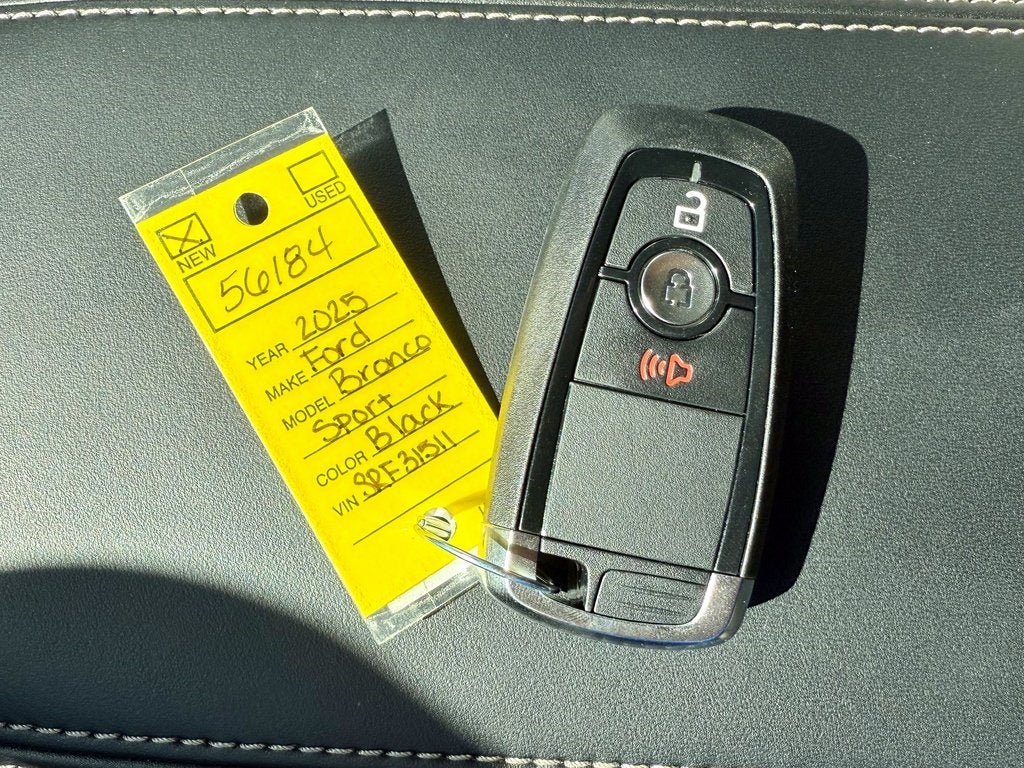 USED
NEW
56184
YEAR 2025
MAKE Ford
MODEL Bronco
Sport
COLOR Black
VIN SRF31511